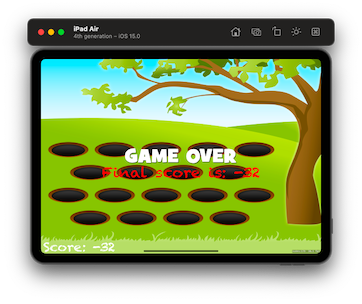 iPad Air
4th generation – iOS 15.0
GAME OVER
Final score is: -32
Score: -32